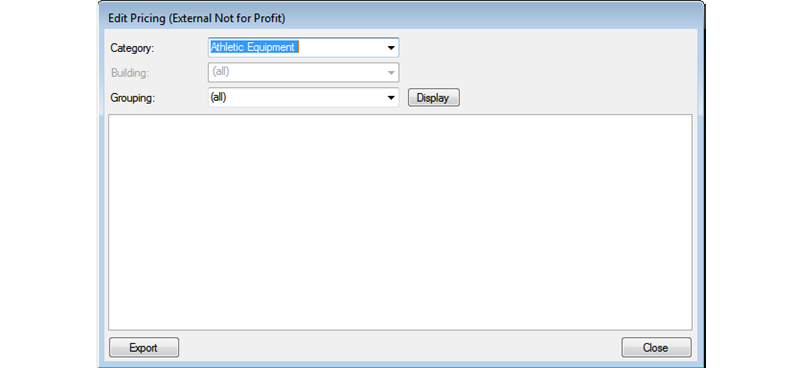 Edit Pricing (External Not for Profit)
Category: Athletic Equipment
Building: (all)
Grouping: (all) Display
Export Close